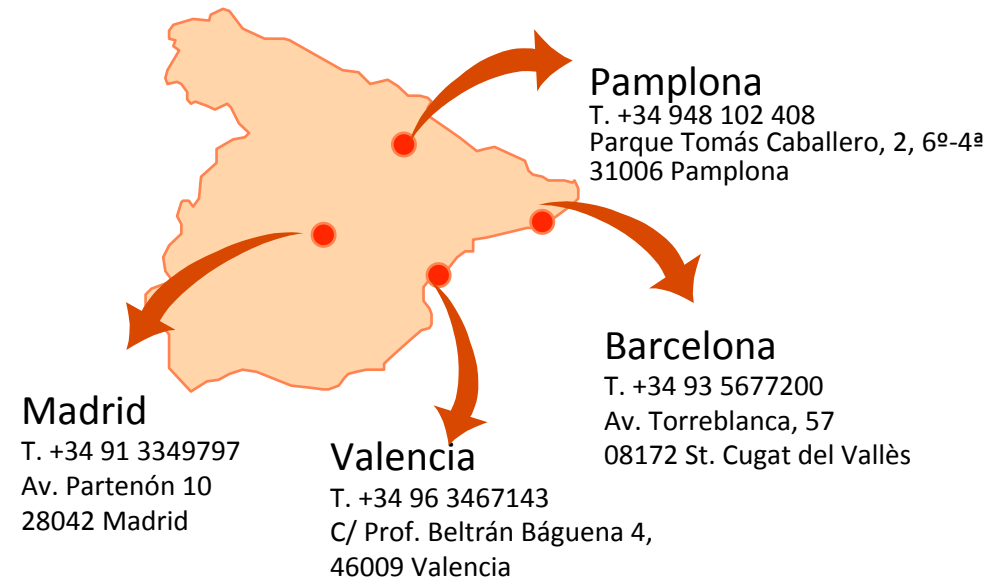 Pamplona
T. +34 948 102 408
Parque Tomás Caballero, 2, 6º-4ª
31006 Pamplona
Barcelona
T. +34 93 5677200
Av. Torreblanca, 57
08172 St. Cugat del Vallès
Madrid
T. +34 91 3349797
Av. Partenón 10
28042 Madrid
Valencia
T. +34 96 3467143
C/ Prof. Beltrán Báguena 4,
46009 Valencia